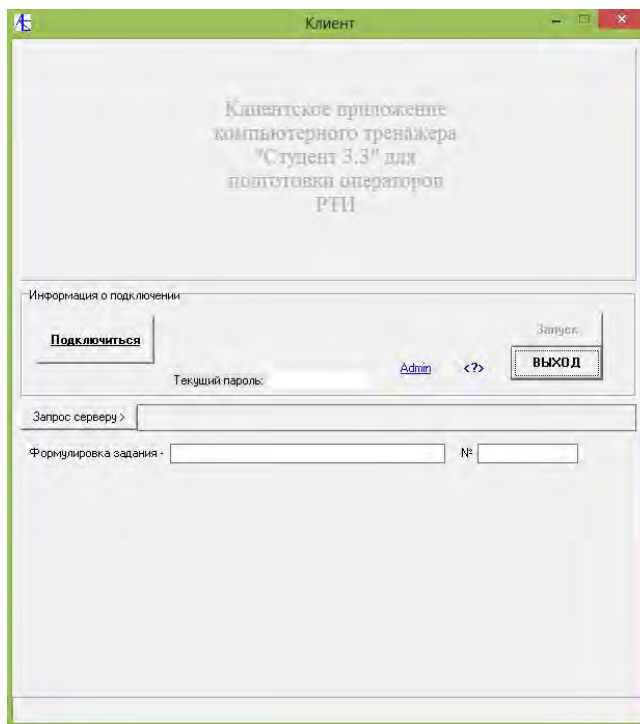 Клиент
Клиентское приложение
компьютерного тренажера
"Студент 3.3" для
подготовки операторов
РТИ
Информация о подключении
Подключиться
Запуск
Текущий пароль:
Admin
<?>
ВЫХОД
Запрос серверу >
Формулировка задания -
№